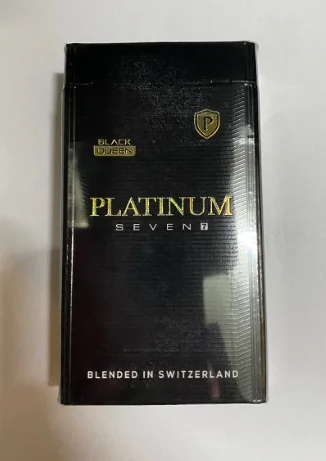 P
BLACK
QUEEN
PLATINUM
SEVEN 7
BLENDED IN SWITZERLAND